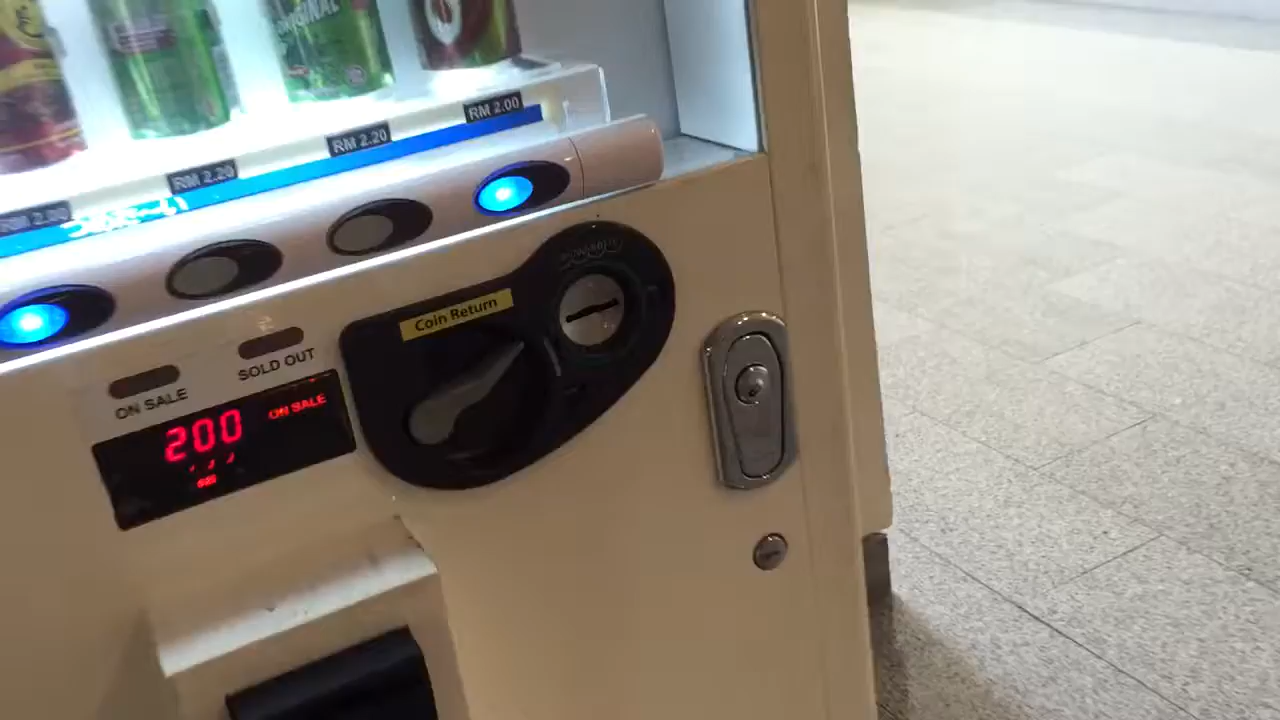 ORIGINAL
RM 2.00
RM 2.20
RM 2.20
RM 2.00
Coin Return
ON SALE
SOLD OUT
200
ON SALE